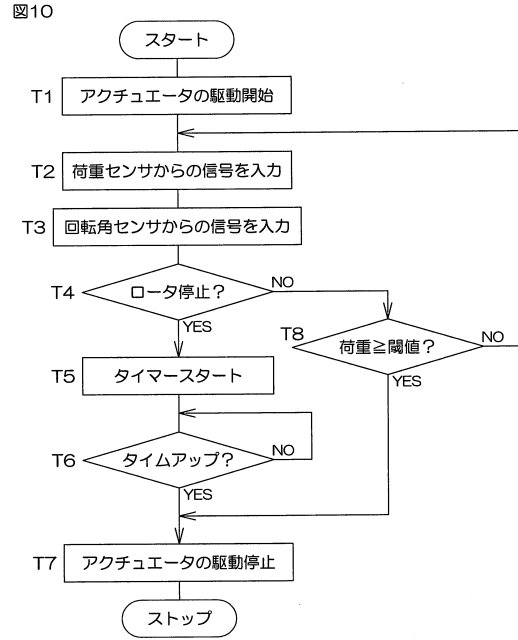 図10
スタート
T1 アクチュエータの駆動開始
T2 荷重センサからの信号を入力
T3 回転角センサからの信号を入力
T4 ロータ停止？ NO
YES
T8 荷重≧閾値？ NO
YES
T5 タイマースタート
T6 タイムアップ？ NO
YES
T7 アクチュエータの駆動停止
ストップ